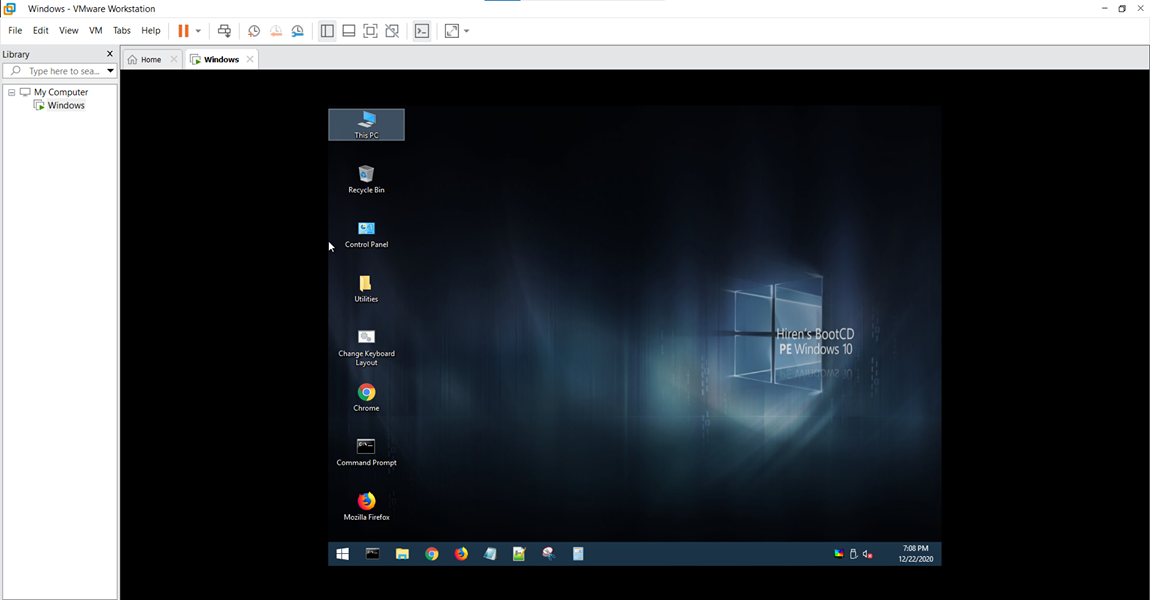 Windows - VMware Workstation
File Edit View VM Tabs Help
Library
Type here to sea...
My Computer
Windows
Home
Windows
This PC
Recycle Bin
Control Panel
Utilities
Change Keyboard
Layout
Chrome
Command Prompt
Mozilla Firefox
Hiren's BootCD
PE Windows 10
7:08 PM
12/22/2020